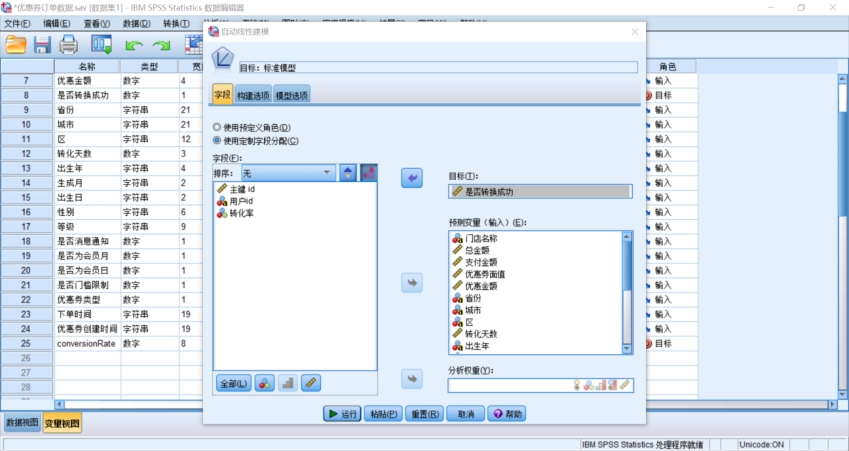 *优惠券订单数据.sav [数据集1] - IBM SPSS Statistics 数据编辑器
文件(F) 编辑(E) 查看(V) 数据(D) 转换(T)
自动线性建模
目标: 标准模型
字段 构建选项 模型选项
使用预定义角色(D)
使用定制字段分配(C)
字段(F):
排序: 无
主键 id
用户id
转化率
全部(L)
目标(T):
是否转换成功
预测变量（输入）(E):
门店名称
总金额
支付金额
优惠券面值
优惠金额
省份
城市
区
转化天数
出生年
分析权重(Y):
运行 粘贴(P) 重置(R) 取消 帮助
名称 类型 角色
7 优惠金额 数字 4 输入
8 是否转换成功 数字 1 目标
9 省份 字符串 21 输入
10 城市 字符串 21 输入
11 区 字符串 12 输入
12 转化天数 数字 3 输入
13 出生年 字符串 4 输入
14 生成月 字符串 2 输入
15 出生日 字符串 2 输入
16 性别 字符串 6 输入
17 等级 字符串 9 输入
18 是否消息通知 数字 1 输入
19 是否为会员月 数字 1 输入
20 是否为会员日 数字 1 输入
21 是否门槛限制 数字 1 输入
22 优惠券类型 数字 1 输入
23 下单时间 字符串 19 输入
24 优惠券创建时间 字符串 19 输入
25 conversionRate 数字 8 目标
26
27
28
数据视图 变量视图
IBM SPSS Statistics 处理程序就绪 Unicode:ON